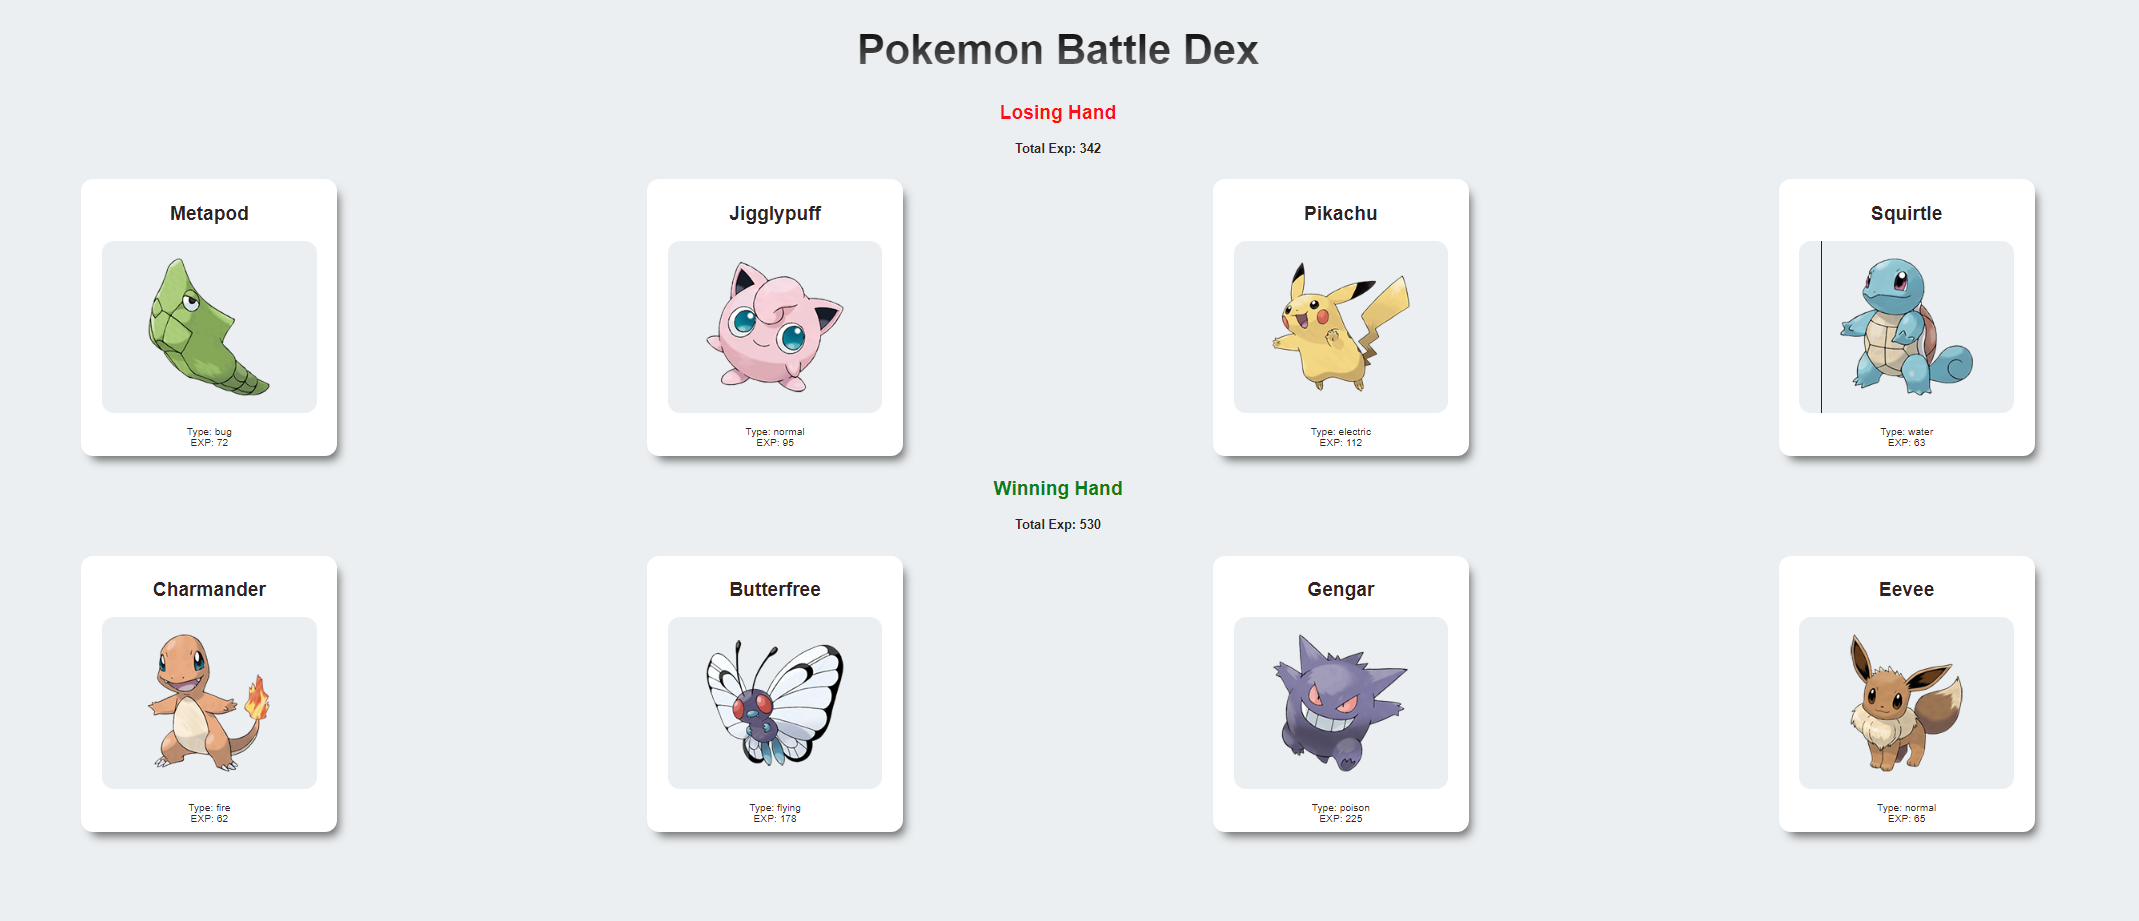 Pokemon Battle Dex
Losing Hand
Total Exp: 342
Metapod
Jigglypuff
Pikachu
Squirtle
Type: bug
EXP: 72
Type: normal
EXP: 95
Type: electric
EXP: 112
Type: water
EXP: 63
Winning Hand
Total Exp: 530
Charmander
Butterfree
Gengar
Eevee
Type: fire
EXP: 62
Type: flying
EXP: 178
Type: poison
EXP: 225
Type: normal
EXP: 65